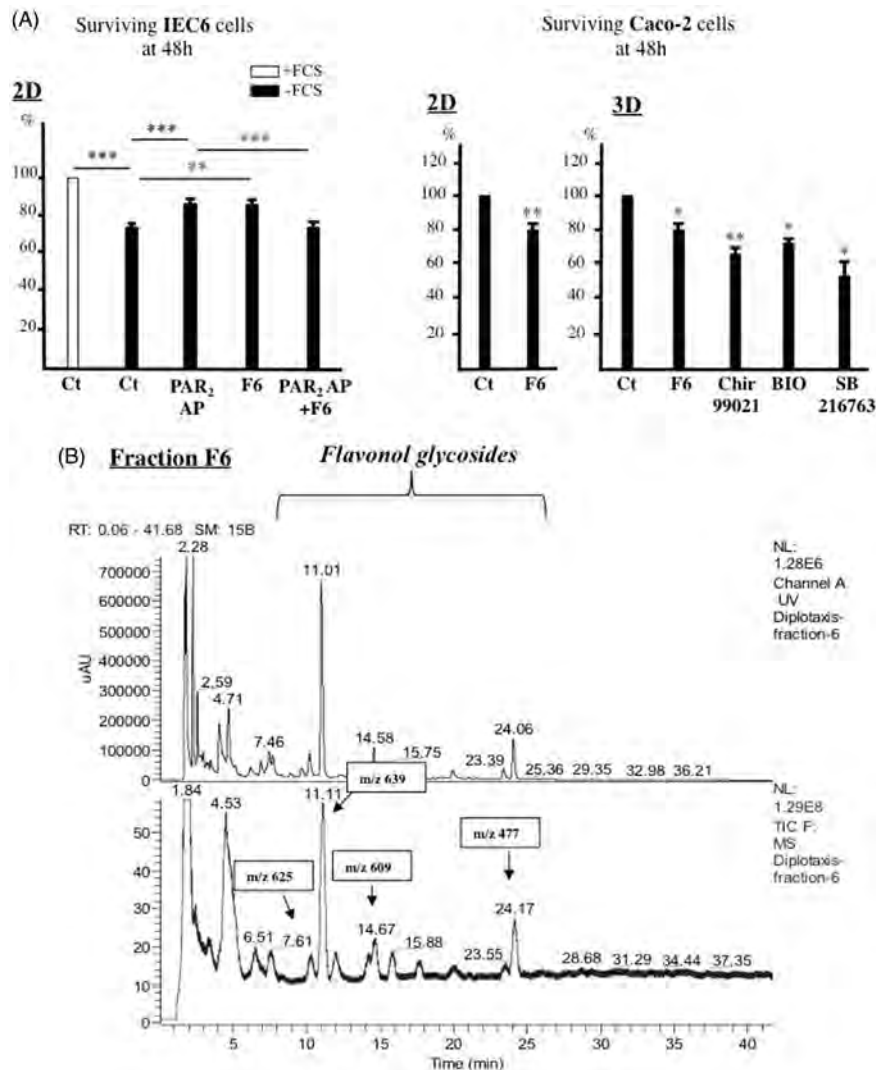 (A)
Surviving IEC6 cells
at 48h
Surviving Caco-2 cells
at 48h
+FCS
-FCS
2D
%
100
80
60
40
20
***
***
***
**
Ct
Ct
PAR2
AP
F6
PAR2 AP
+F6
2D
%
120
100
80
60
40
20
**
Ct
F6
3D
%
120
100
80
60
40
20
*
**
*
*
Ct
F6
Chir
99021
BIO
SB
216763
(B) Fraction F6
Flavonol glycosides
RT: 0.06 - 41.68 SM: 15B
NL:
1.28E6
Channel A
UV
Diplotaxis-
fraction-6
uAU
700000
600000
500000
400000
300000
200000
100000
0
2.28
2,59
4.71
7.46
11.01
14.58
15.75
23.39
24.06
25.36
29.35
32.98
36.21
NL:
1.29E8
TIC F:
MS
Diplotaxis-
fraction-6
50
40
30
20
10
0
1.84
4.53
6.51
7.61
11.11
14.67
15.88
23.55
24.17
28.68
31.29
34.44
37.35
m/z 625
m/z 639
m/z 609
m/z 477
5
10
15
20
25
30
35
40
Time (min)